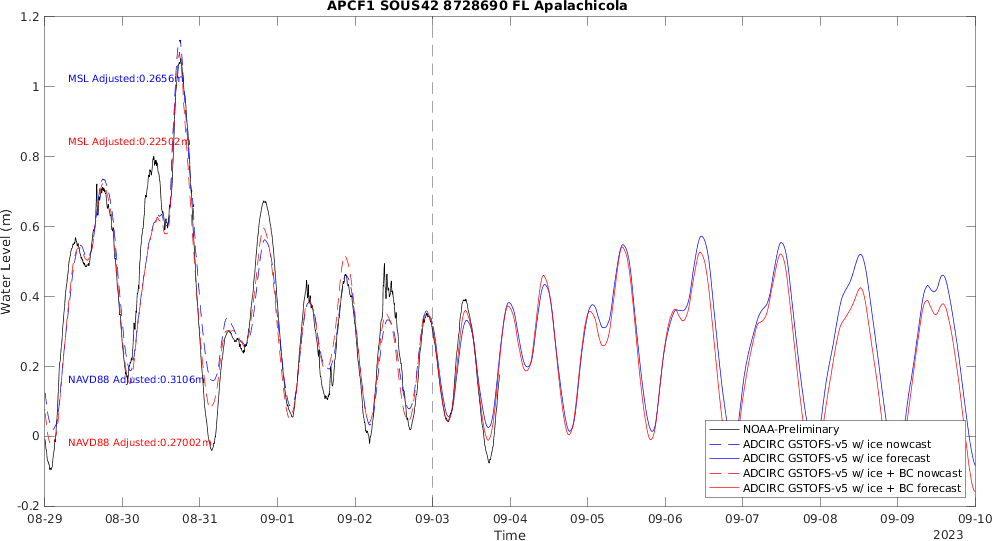 APCF1 SOUS42 8728690 FL Apalachicola
1.2
1
0.8
0.6
0.4
0.2
0
-0.2
Water Level (m)
MSL Adjusted:0.2656m
MSL Adjusted:0.22502m
NAVD88 Adjusted:0.3106m
NAVD88 Adjusted:0.27002m
NOAA-Preliminary
ADCIRC GSTOFS-v5 w/ ice nowcast
ADCIRC GSTOFS-v5 w/ ice forecast
ADCIRC GSTOFS-v5 w/ ice + BC nowcast
ADCIRC GSTOFS-v5 w/ ice + BC forecast
08-29 08-30 08-31 09-01 09-02 09-03 09-04 09-05 09-06 09-07 09-08 09-09 09-10
Time
2023